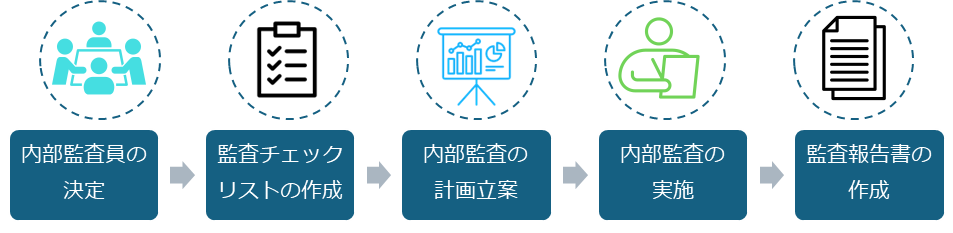 内部監査員の
決定
監査チェック
リストの作成
内部監査の
計画立案
内部監査の
実施
監査報告書の
作成